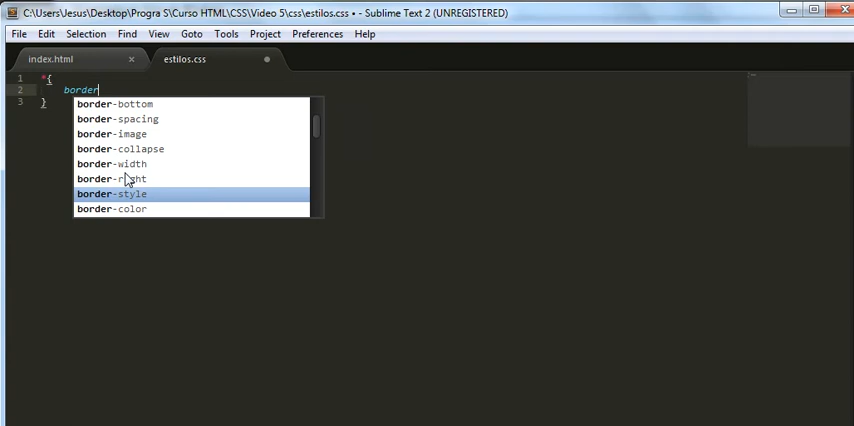 C:\Users\Jesus\Desktop\Progra S\Curso HTML\CSS\Video 5\css\estilos.css • - Sublime Text 2 (UNREGISTERED)
File Edit Selection Find View Goto Tools Project Preferences Help
index.html × estilos.css
1 *{
2 border
3 }
border-bottom
border-spacing
border-image
border-collapse
border-width
border-right
border-style
border-color